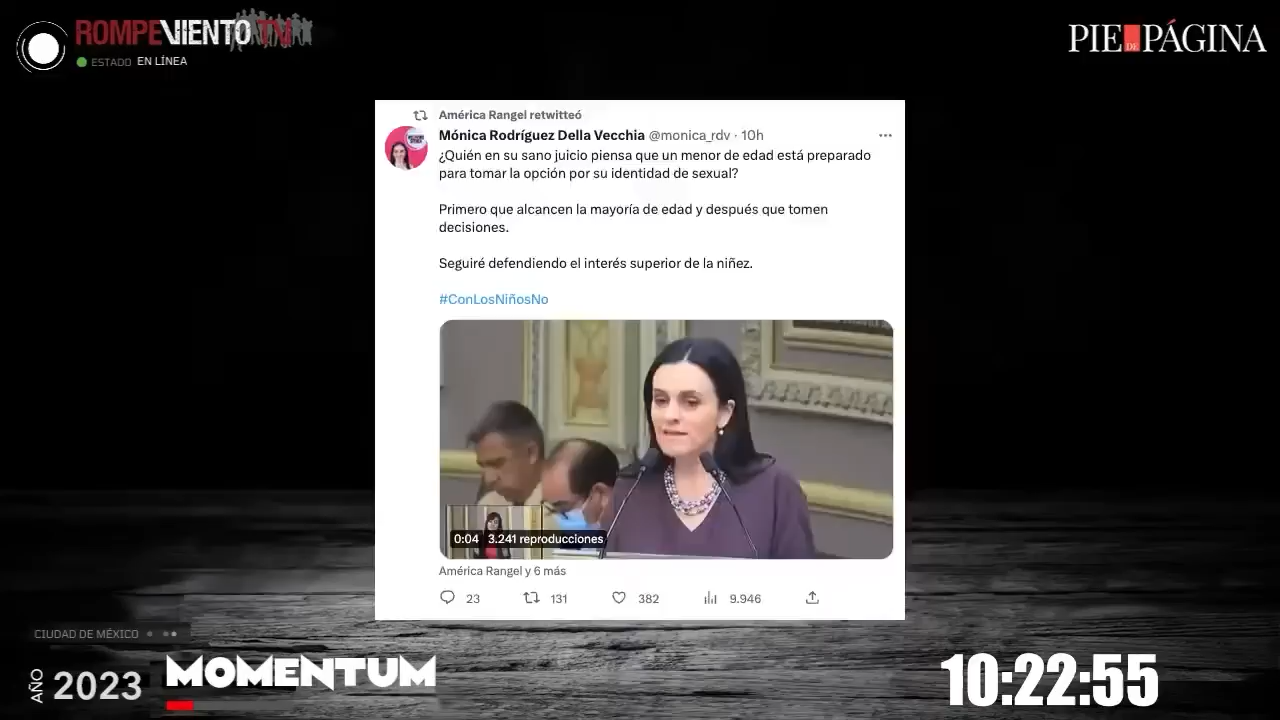 ROMPEVIENTO TV
ESTADO EN LÍNEA
PIE DE PÁGINA
América Rangel retwitteó
Mónica Rodríguez Della Vecchia @monica_rdv · 10h
¿Quién en su sano juicio piensa que un menor de edad está preparado
para tomar la opción por su identidad de sexual?
Primero que alcancen la mayoría de edad y después que tomen
decisiones.
Seguiré defendiendo el interés superior de la niñez.
#ConLosNiñosNo
0:04 3.241 reproducciones
América Rangel y 6 más
23 131 382 9.946
CIUDAD DE MÉXICO
AÑO 2023 MOMENTUM
10:22:55